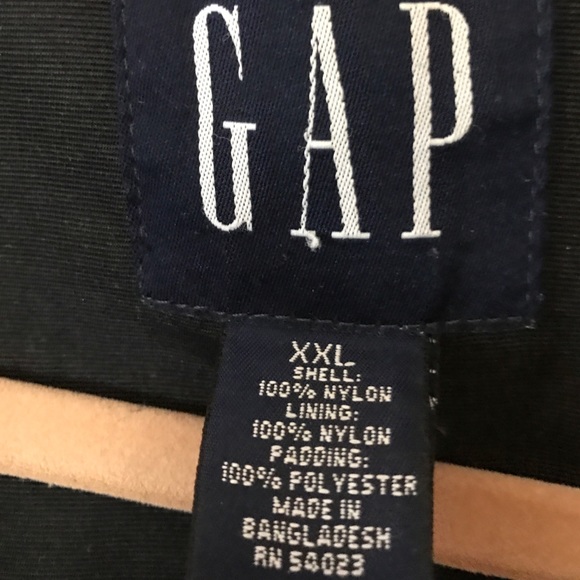 GAP
XXL
SHELL:
100% NYLON
LINING:
100% NYLON
PADDING:
100% POLYESTER
MADE IN
BANGLADESH
RN 54023